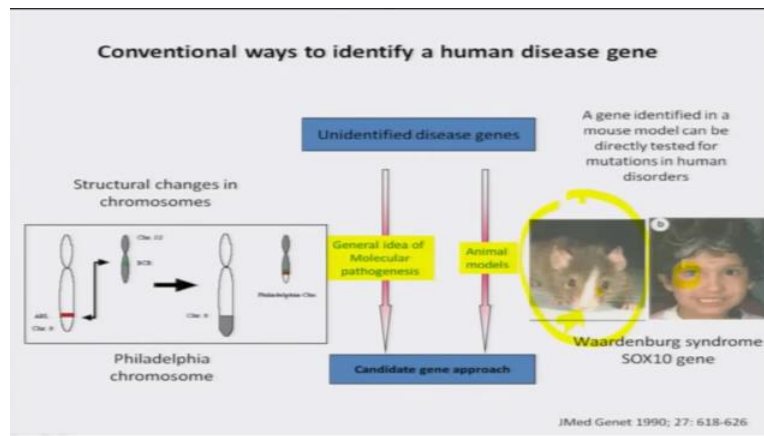 Conventional ways to identify a human disease gene
Unidentified disease genes
A gene identified in a
mouse model can be
directly tested for
mutations in human
disorders
Structural changes in
chromosomes
General idea of
Molecular
pathogenesis
Animal
models
Chr. 22
BCR
ABL
Chr. 9
Chr. 9
Philadelphia Chr.
b
Philadelphia
chromosome
Candidate gene approach
Waardenburg syndrome
SOX10 gene
JMed Genet 1990; 27: 618-626